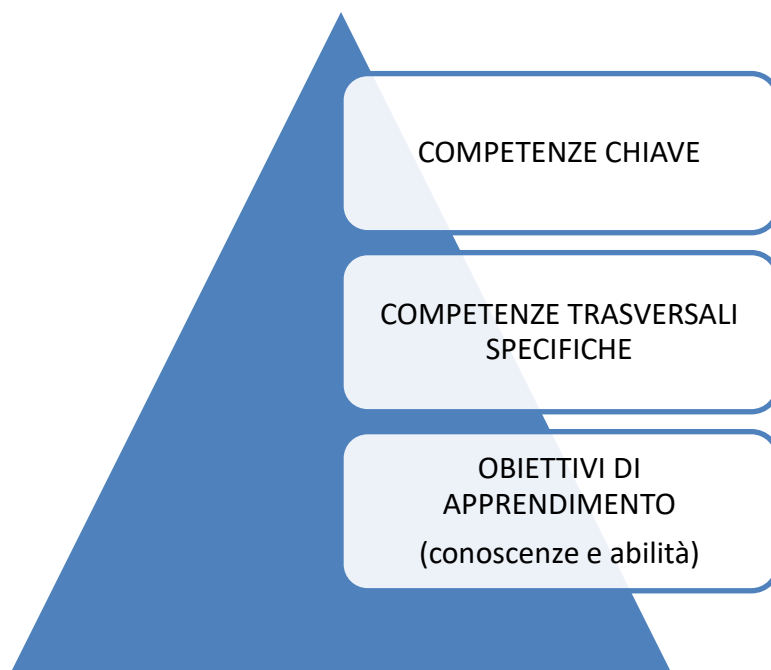 COMPETENZE CHIAVE
COMPETENZE TRASVERSALI
SPECIFICHE
OBIETTIVI DI
APPRENDIMENTO
(conoscenze e abilità)